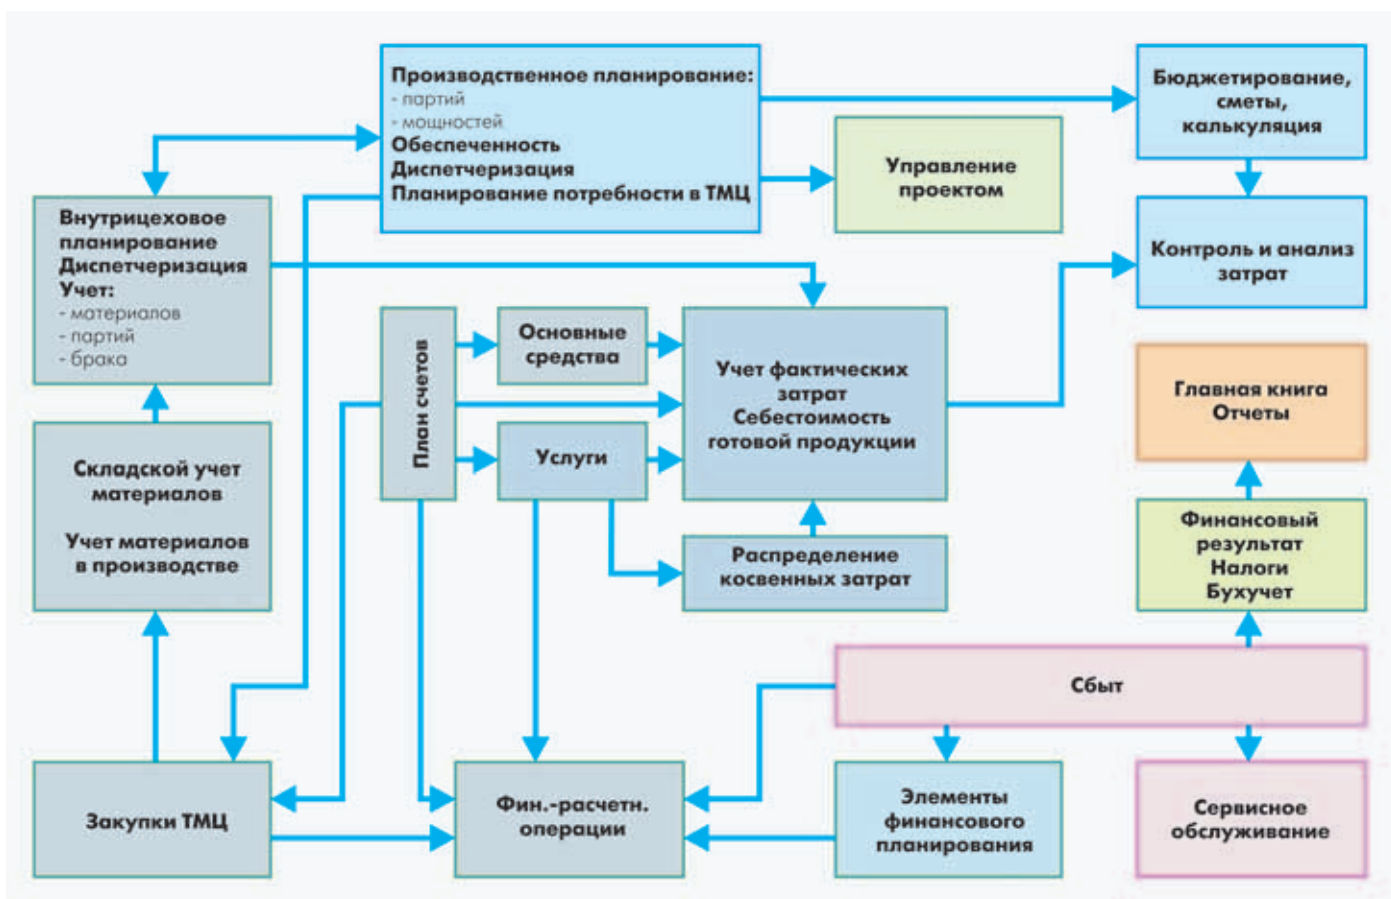 Производственное планирование:
- партий
- мощностей
Обеспеченность
Диспетчеризация
Планирование потребности в ТМЦ
Бюджетирование,
сметы,
калькуляция
Управление
проектом
Внутрицеховое
планирование
Диспетчеризация
Учет:
- материалов
- партий
- брака
Контроль и анализ
затрат
План счетов
Основные
средства
Учет фактических
затрат
Себестоимость
готовой продукции
Главная книга
Отчеты
Складской учет
материалов
Учет материалов
в производстве
Услуги
Распределение
косвенных затрат
Финансовый
результат
Налоги
Бухучет
Сбыт
Закупки ТМЦ
Фин.-расчетн.
операции
Элементы
финансового
планирования
Сервисное
обслуживание